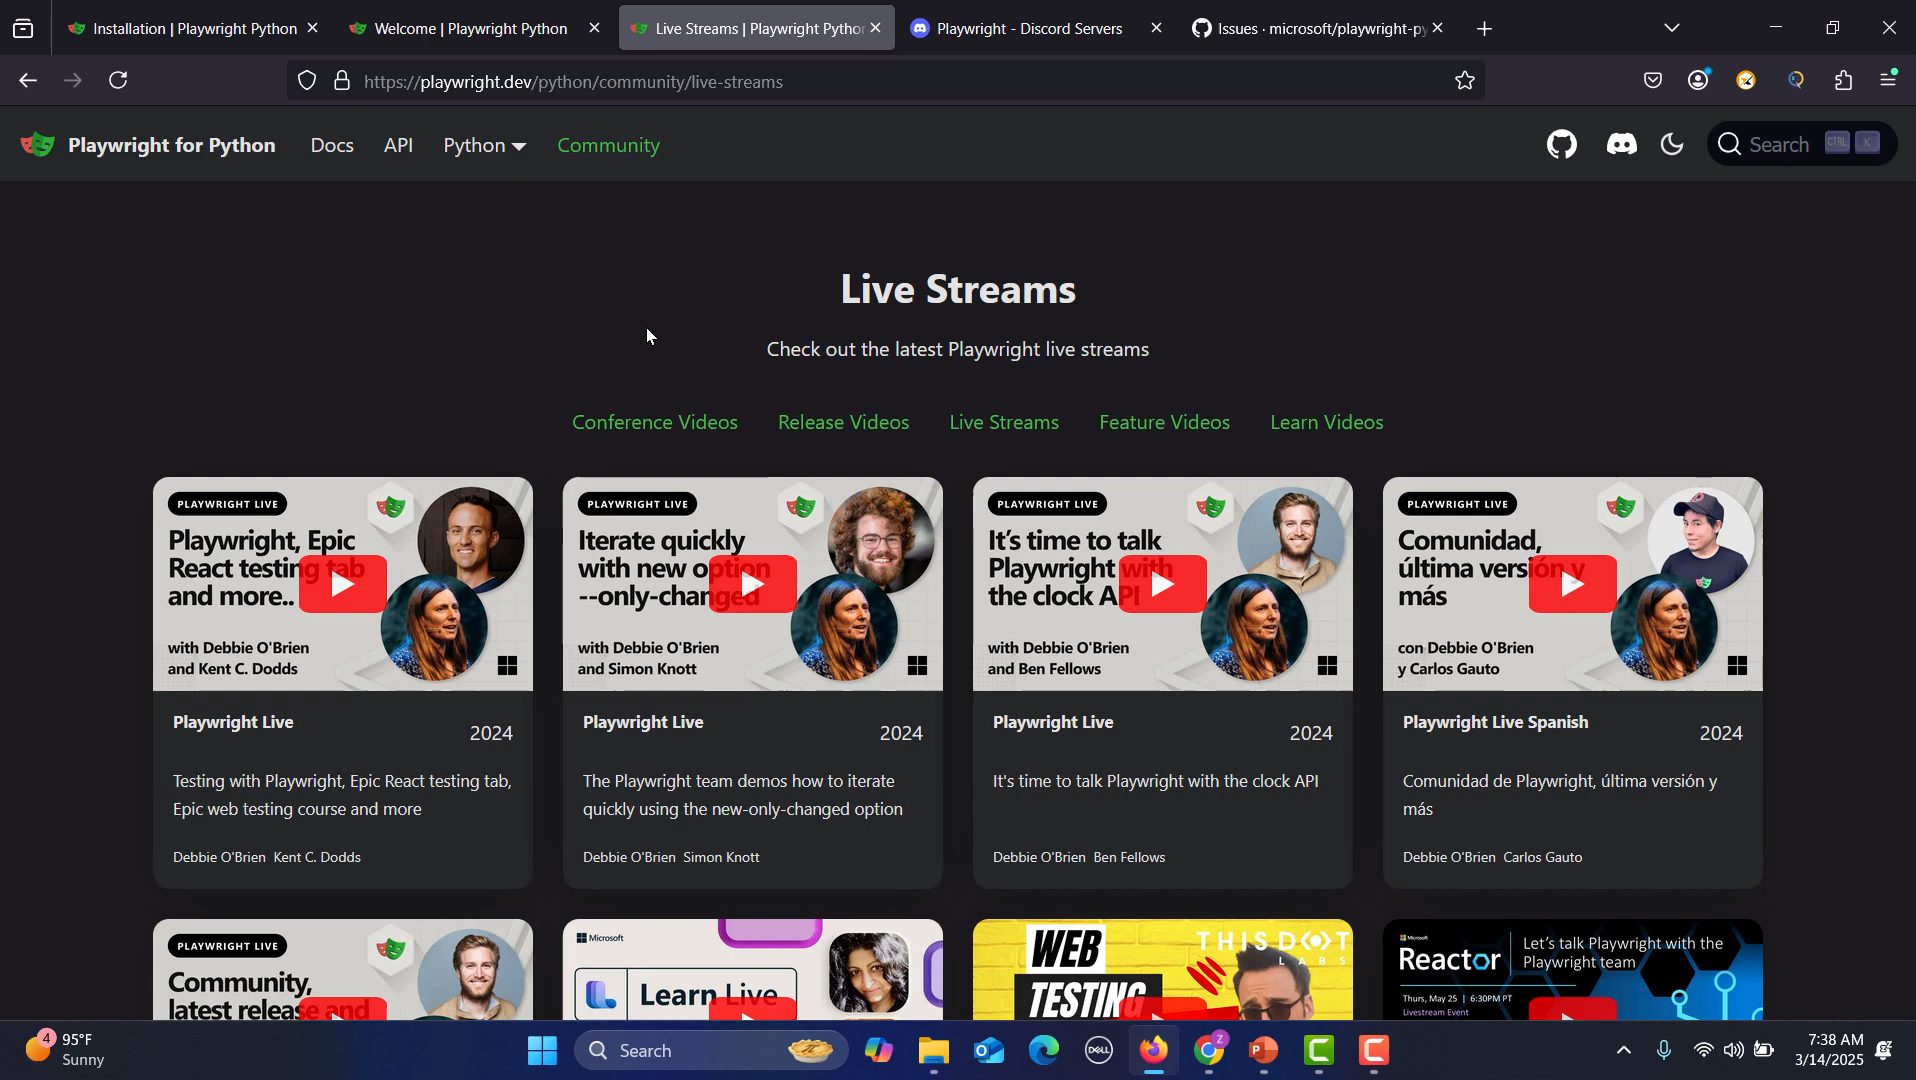 Installation | Playwright Python
Welcome | Playwright Python
Live Streams | Playwright Python
Playwright - Discord Servers
Issues · microsoft/playwright-py
https://playwright.dev/python/community/live-streams
Playwright for Python
Docs
API
Python
Community
Search
CTRL
K
Live Streams
Check out the latest Playwright live streams
Conference Videos
Release Videos
Live Streams
Feature Videos
Learn Videos
PLAYWRIGHT LIVE
Playwright, Epic
React testing tab
and more..
with Debbie O'Brien
and Kent C. Dodds
Playwright Live
2024
Testing with Playwright, Epic React testing tab,
Epic web testing course and more
Debbie O'Brien Kent C. Dodds
PLAYWRIGHT LIVE
Iterate quickly
with new option
--only-changed
with Debbie O'Brien
and Simon Knott
Playwright Live
2024
The Playwright team demos how to iterate
quickly using the new-only-changed option
Debbie O'Brien Simon Knott
PLAYWRIGHT LIVE
It's time to talk
Playwright with
the clock API
with Debbie O'Brien
and Ben Fellows
Playwright Live
2024
It's time to talk Playwright with the clock API
Debbie O'Brien Ben Fellows
PLAYWRIGHT LIVE
Comunidad,
última versión y
más
con Debbie O'Brien
y Carlos Gauto
Playwright Live Spanish
2024
Comunidad de Playwright, última versión y
más
Debbie O'Brien Carlos Gauto
PLAYWRIGHT LIVE
Community,
latest release and
Microsoft
Learn Live
WEB
TESTING
THIS DOT
LABS
Microsoft
Reactor
Let's talk Playwright with the
Playwright team
Thurs, May 25 | 6:30PM PT
Livestream Event
4
95°F
Sunny
Search
DELL
Z
7:38 AM
3/14/2025